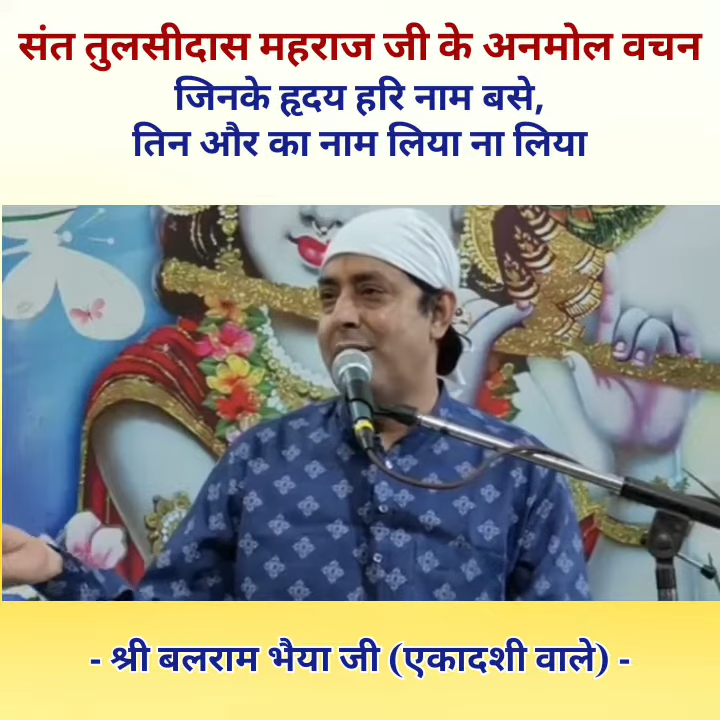 संत तुलसीदास महराज जी के अनमोल वचन
जिनके हृदय हरि नाम बसे,
तिन और का नाम लिया ना लिया
- श्री बलराम भैया जी (एकादशी वाले) -